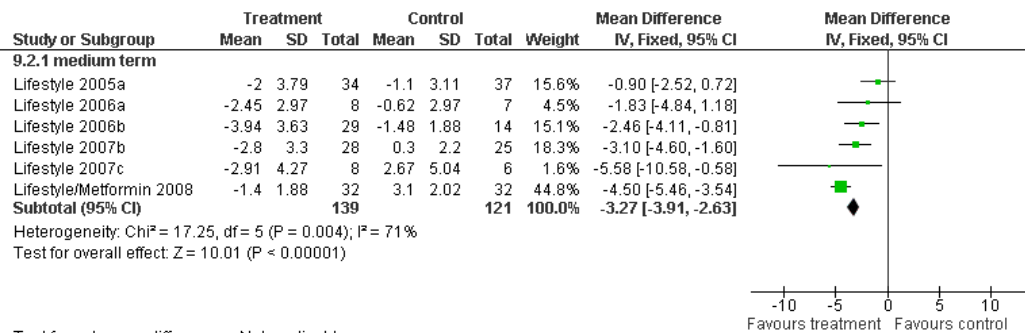 Treatment Control Mean Difference Mean Difference
Study or Subgroup Mean SD Total Mean SD Total Weight IV, Fixed, 95% CI IV, Fixed, 95% CI
9.2.1 medium term
Lifestyle 2005a -2 3.79 34 -1.1 3.11 37 15.6% -0.90 [-2.52, 0.72]
Lifestyle 2006a -2.45 2.97 8 -0.62 2.97 7 4.5% -1.83 [-4.84, 1.18]
Lifestyle 2006b -3.94 3.63 29 -1.48 1.88 14 15.1% -2.46 [-4.11, -0.81]
Lifestyle 2007b -2.8 3.3 28 0.3 2.2 25 18.3% -3.10 [-4.60, -1.60]
Lifestyle 2007c -2.91 4.27 8 2.67 5.04 6 1.6% -5.58 [-10.58, -0.58]
Lifestyle/Metformin 2008 -1.4 1.88 32 3.1 2.02 32 44.8% -4.50 [-5.46, -3.54]
Subtotal (95% CI) 139 121 100.0% -3.27 [-3.91, -2.63]
Heterogeneity: Chi² = 17.25, df = 5 (P = 0.004); I² = 71%
Test for overall effect: Z = 10.01 (P < 0.00001)
-10 -5 0 5 10
Favours treatment Favours control